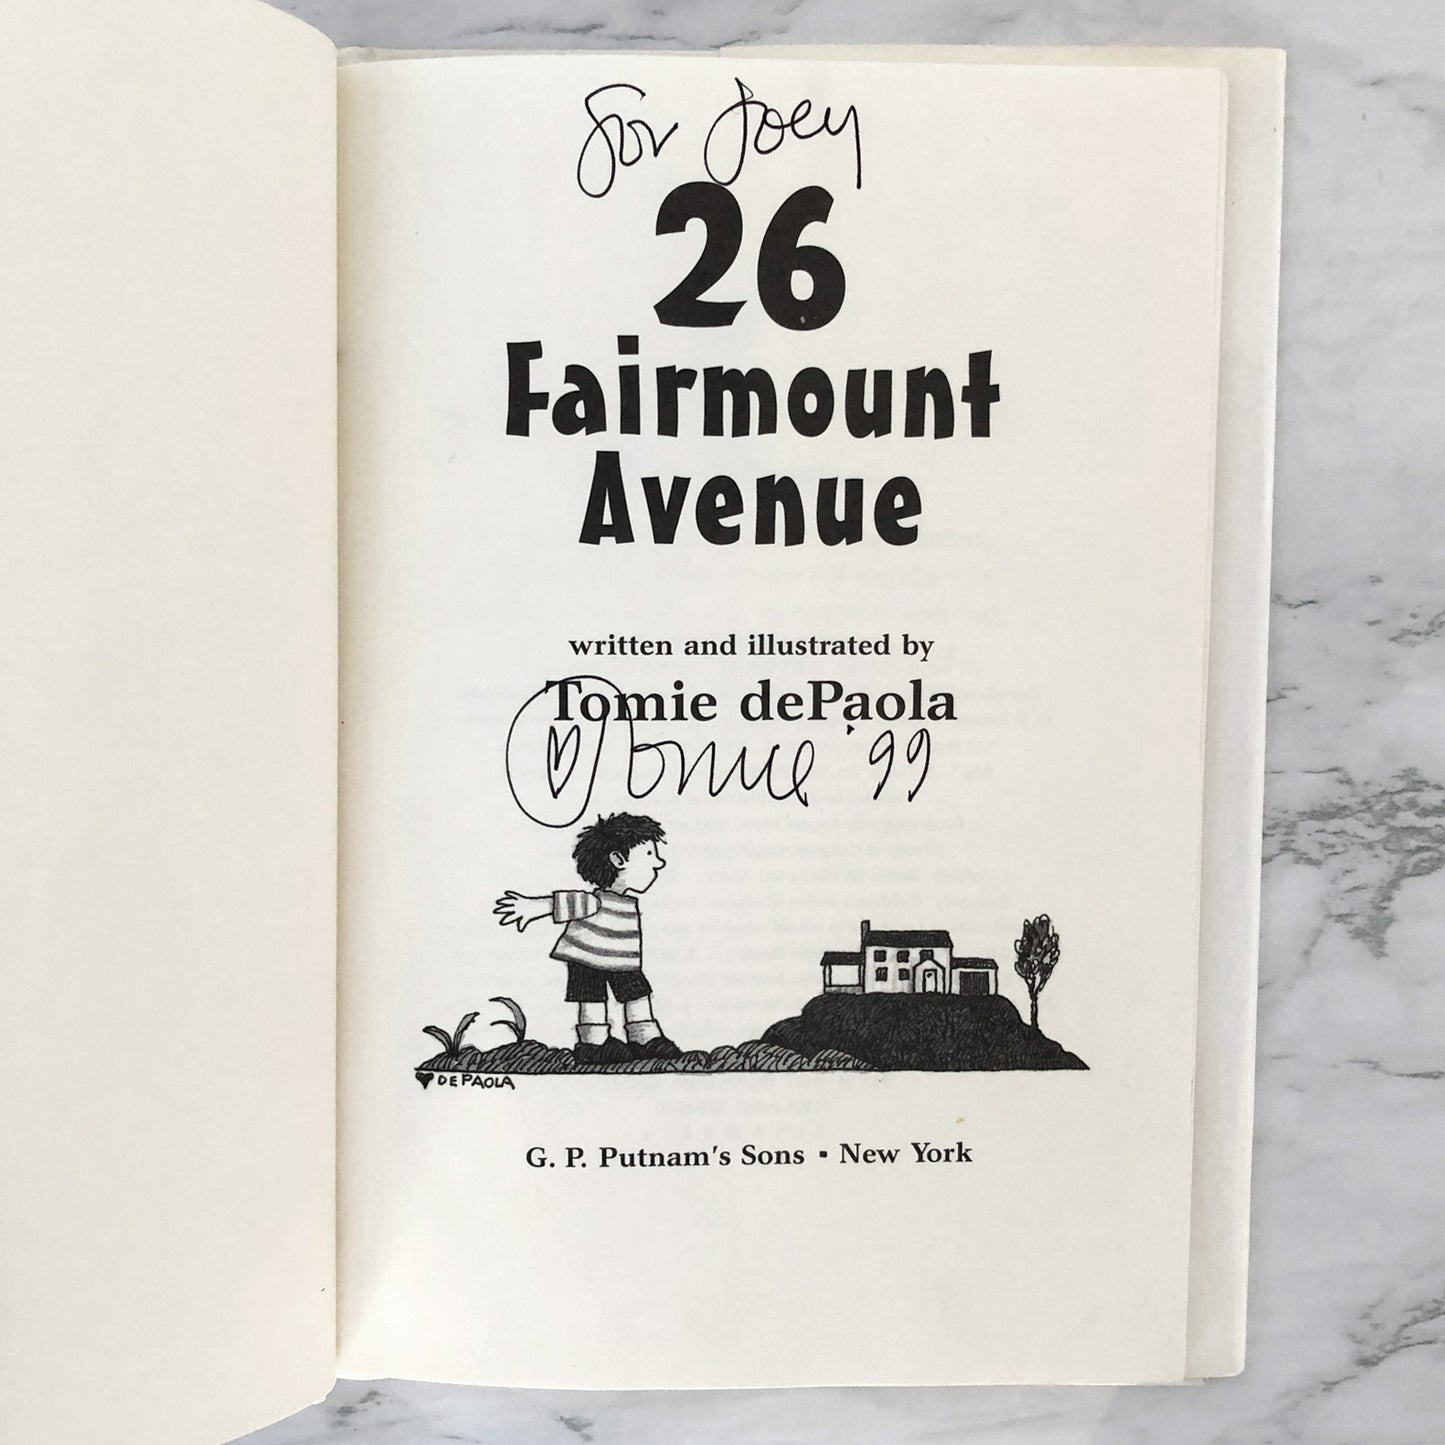 For Joey
26
Fairmount
Avenue
written and illustrated by
Tomie dePaola
Tomie '99
DEPAOLA
G. P. Putnam's Sons ▪ New York